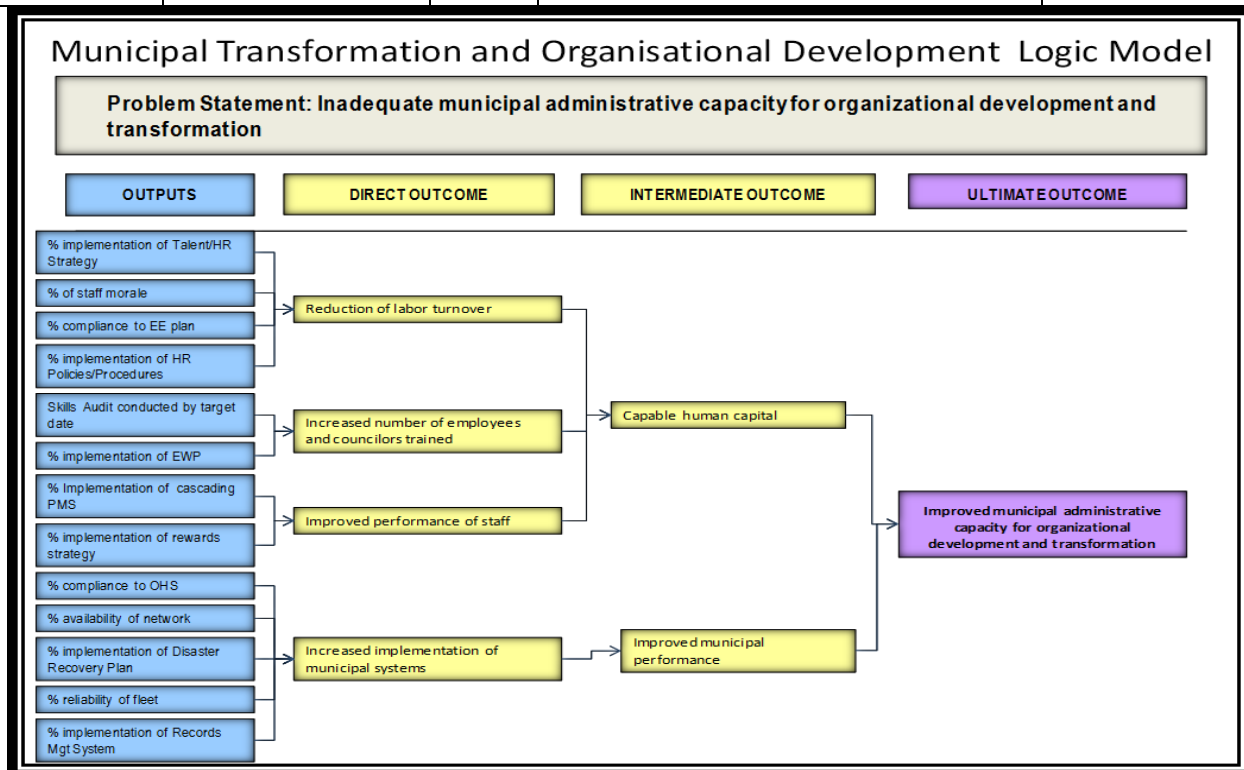 Municipal Transformation and Organisational Development Logic Model
Problem Statement: Inadequate municipal administrative capacity for organizational development and
transformation
OUTPUTS
DIRECT OUTCOME
INTERMEDIATE OUTCOME
ULTIMATE OUTCOME
% implementation of Talent/HR
Strategy
% of staff morale
% compliance to EE plan
% implementation of HR
Policies/Procedures
Skills Audit conducted by target
date
% implementation of EWP
% Implementation of cascading
PMS
% implementation of rewards
strategy
% compliance to OHS
% availability of network
% implementation of Disaster
Recovery Plan
% reliability of fleet
% implementation of Records
Mgt System
Reduction of labor turnover
Increased number of employees
and councilors trained
Improved performance of staff
Increased implementation of
municipal systems
Capable human capital
Improved municipal
performance
Improved municipal administrative
capacity for organizational
development and transformation